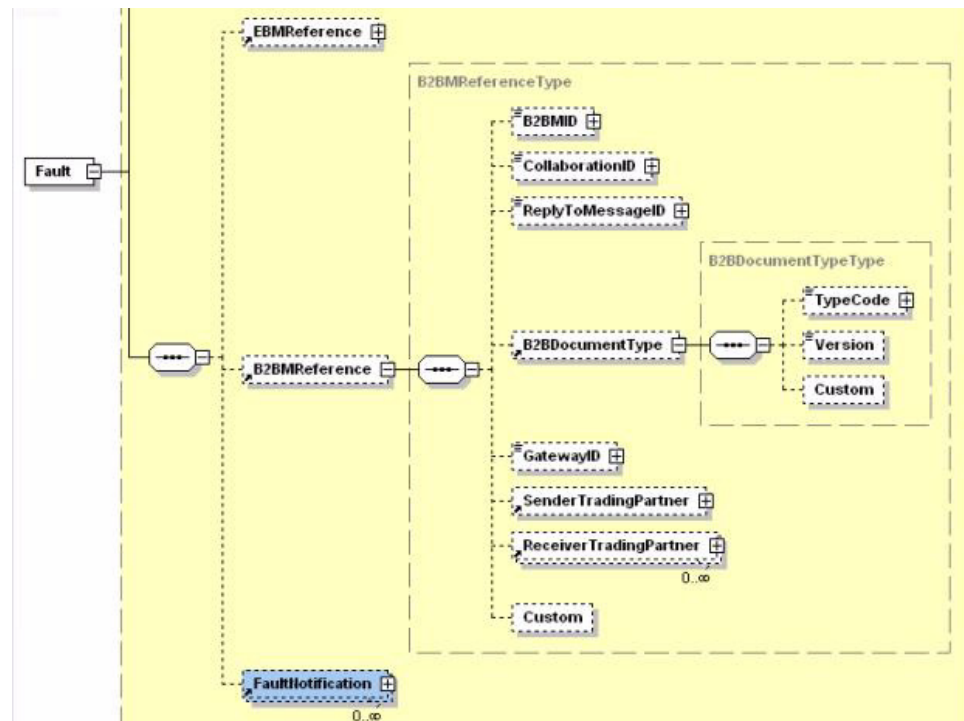 EBMReference
B2BMReferenceType
B2BMID
CollaborationID
Fault
ReplyToMessageID
B2BDocumentTypeType
TypeCode
B2BDocumentType
Version
B2BMReference
Custom
GatewayID
SenderTradingPartner
ReceiverTradingPartner
0..∞
Custom
FaultNotification
0..∞